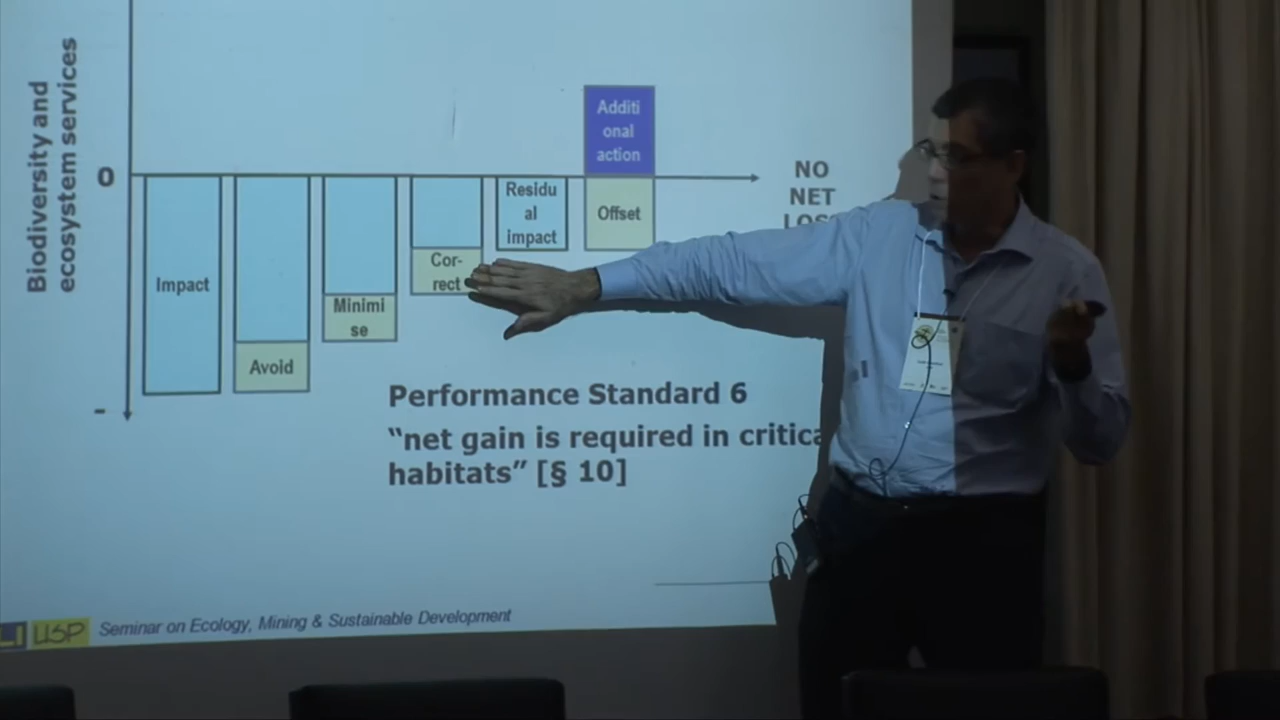 Biodiversity and
ecosystem services
0
-
Impact
Avoid
Minimi
se
Cor-
rect
Residu
al
impact
Additi
onal
action
Offset
NO
NET
LOSS
Performance Standard 6
“net gain is required in critica
habitats” [§ 10]
USP
Seminar on Ecology, Mining & Sustainable Development